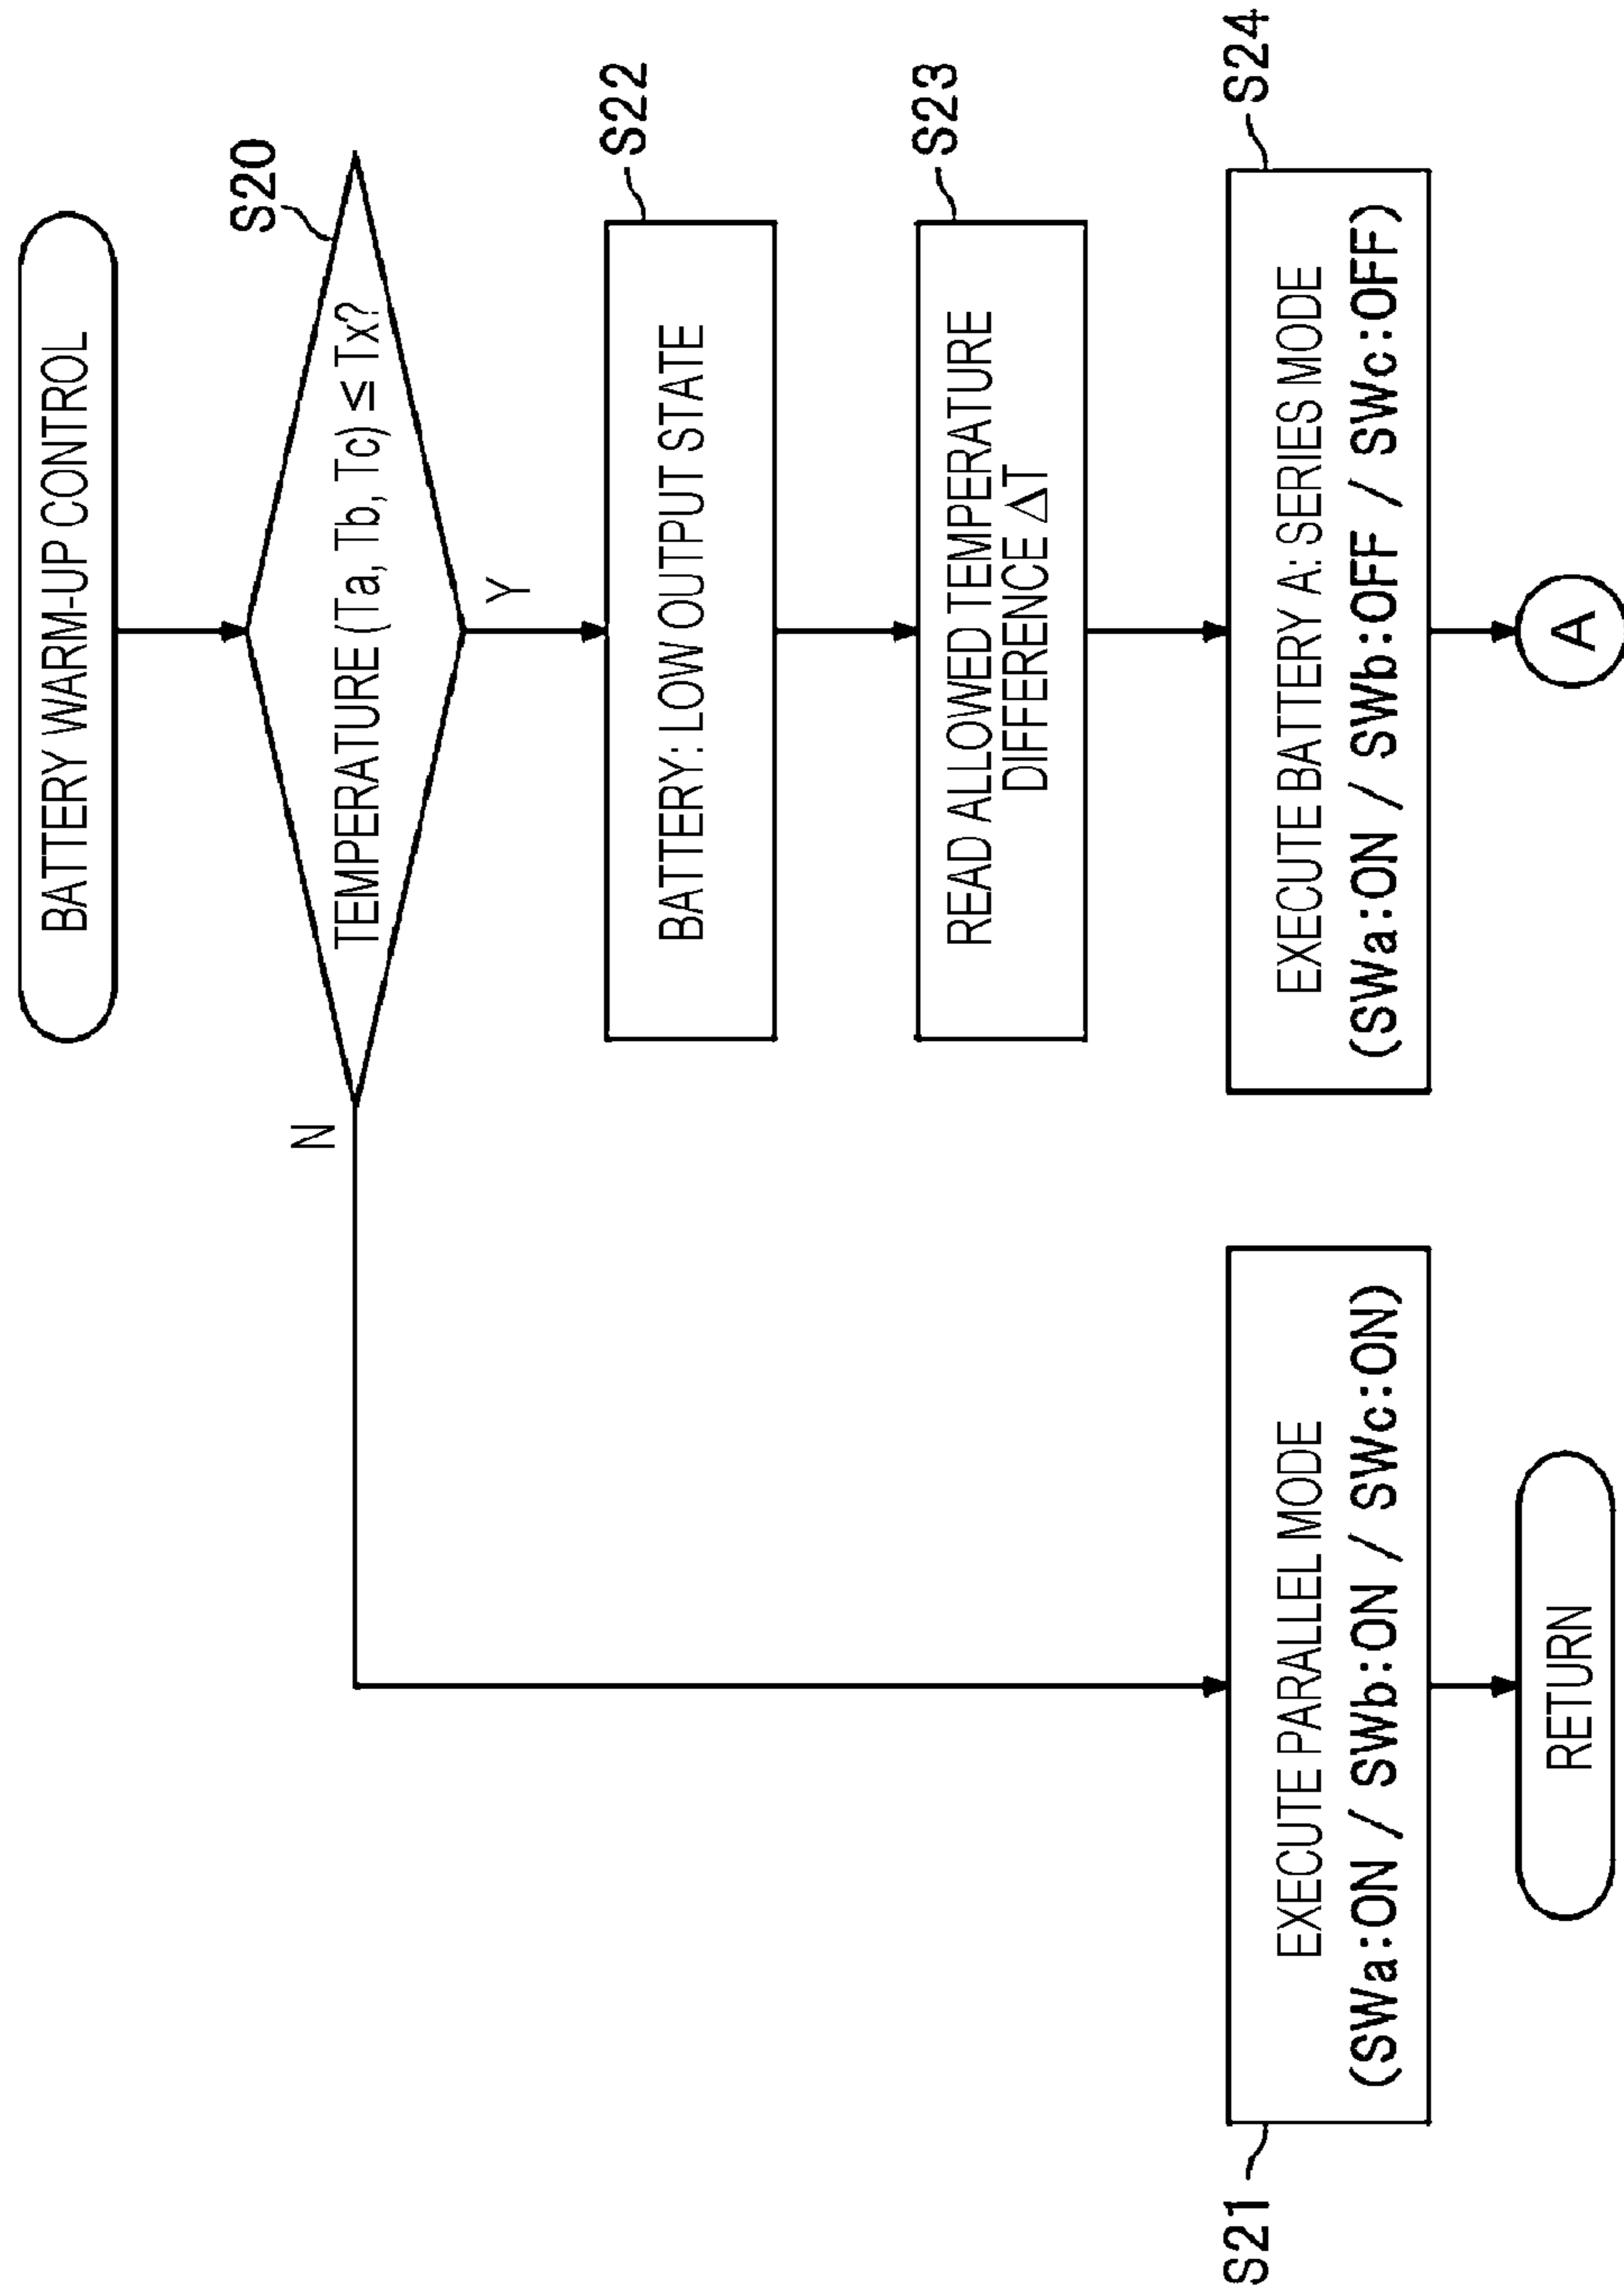 BATTERY WARM-UP CONTROL
S20
TEMPERATURE (Ta, Tb, Tc) ≤ Tx?
N
Y
S22
BATTERY: LOW OUTPUT STATE
S23
READ ALLOWED TEMPERATURE
DIFFERENCE ΔT
S21
EXECUTE PARALLEL MODE
(SWa:ON / SWb:ON / SWc:ON)
S24
EXECUTE BATTERY A: SERIES MODE
(SWa:ON / SWb:OFF / SWc:OFF)
RETURN
A